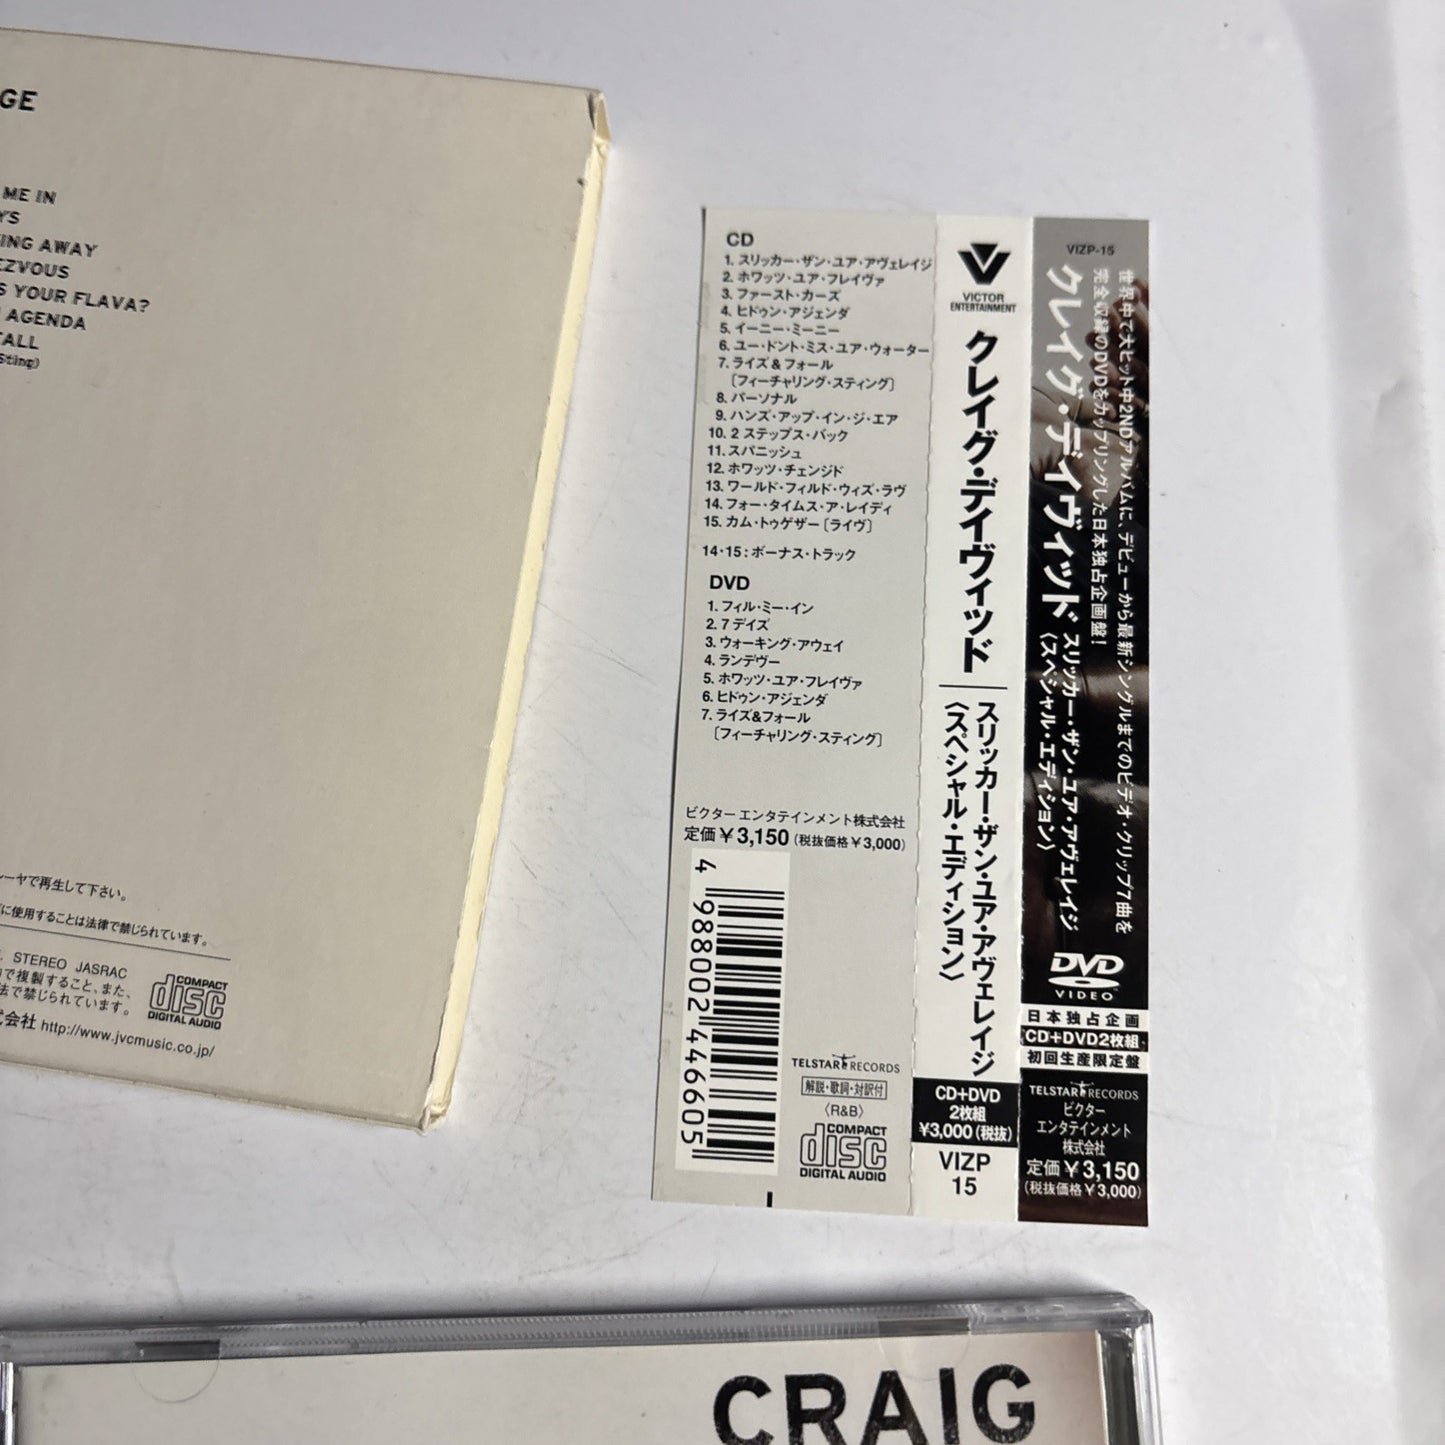 GE
ME IN
ING AWAY
S YOUR FLAVA?
AGENDA
Sting)
ーヤで再生して下さい。
に使用することは法律で禁じられています。
STEREO JASRAC
で複製すること、また、
法で禁じられています。
COMPACT
disc
DIGITAL AUDIO
会社 http://www.jvcmusic.co.jp/
CD
1. スリッカー・ザン・ユア・アヴェレイジ
2. ホワッツ・ユア・フレイヴァ
3. ファースト・カーズ
4. ヒドゥン・アジェンダ
5. イーニー・ミーニー
6. ユー・ドント・ミス・ユア・ウォーター
7. ライズ&フォール
[フィーチャリング・スティング]
8. パーソナル
9. ハンズ・アップ・イン・ジ・エア
10. 2 ステップス・バック
11. スパニッシュ
12. ホワッツ・チェンジド
13. ワールド・フィルド・ウィズ・ラヴ
14. フォー・タイムス・ア・レイディ
15. カム・トゥゲザー [ライヴ]
14・15：ボーナス・トラック
DVD
1. フィル・ミー・イン
2. 7 デイズ
3. ウォーキング・アウェイ
4. ランデヴー
5. ホワッツ・ユア・フレイヴァ
6. ヒドゥン・アジェンダ
7. ライズ&フォール
[フィーチャリング・スティング]
ビクター エンタテインメント株式会社
定価￥3,150 (税抜価格￥3,000)
4 988002 446605
TELSTAR RECORDS
解説・歌詞・対訳付
〈R&B〉
COMPACT
disc
DIGITAL AUDIO
VICTOR
ENTERTAINMENT
クレイグ・デイヴィッド
スリッカー・ザン・ユア・アヴェレイジ
〈スペシャル・エディション〉
CD+DVD
2枚組
￥3,000 (税抜)
VIZP
15
VIZP-15
世界中で大ヒット中2NDアルバムに、デビューから最新シングルまでのビデオ・クリップ7曲を
完全収録のDVDをカップリングした日本独占企画盤！
クレイグ・デイヴィッド
スリッカー・ザン・ユア・アヴェレイジ
〈スペシャル・エディション〉
DVD
VIDEO
日本独占企画
CD+DVD2枚組
初回生産限定盤
TELSTAR RECORDS
ビクター
エンタテインメント
株式会社
定価￥3,150
(税抜価格￥3,000)
CRAIG